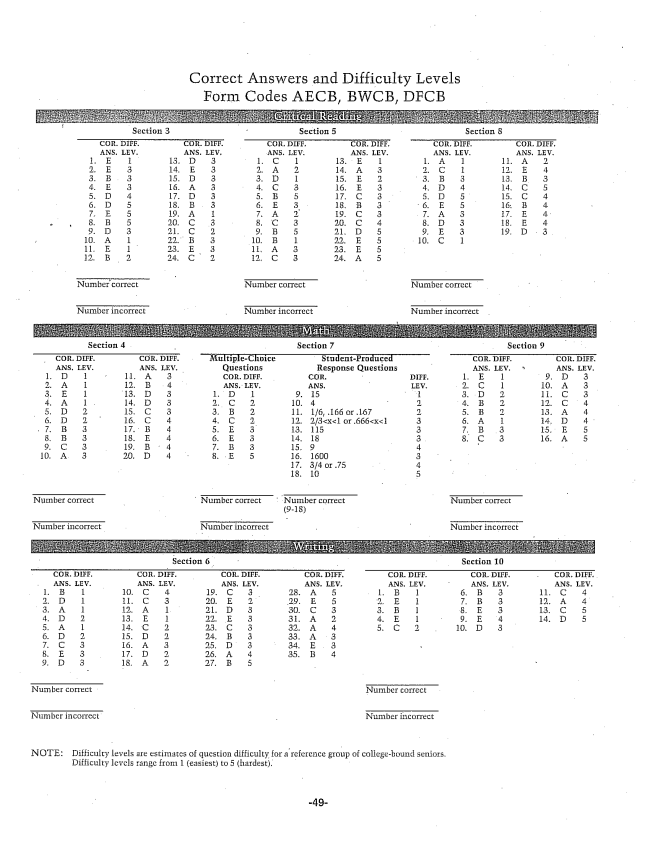 Correct Answers and Difficulty Levels
Form Codes AECB, BWCB, DFCB
Critical Reading
Section 3 Section 5 Section 8
COR. DIFF. COR. DIFF. COR. DIFF. COR. DIFF. COR. DIFF. COR. DIFF.
ANS. LEV. ANS. LEV. ANS. LEV. ANS. LEV. ANS. LEV. ANS. LEV.
1. E 1 13. D 3 1. C 1 13. E 1 1. A 1 11. A 2
2. E 3 14. E 3 2. A 2 14. A 3 2. C 1 12. E 4
3. B 3 15. D 3 3. D 1 15. E 2 3. B 3 13. B 3
4. E 3 16. A 3 4. C 3 16. E 3 4. D 4 14. C 5
5. D 4 17. D 3 5. B 5 17. C 3 5. D 5 15. C 4
6. D 5 18. B 3 6. E 3 18. B 3 6. E 5 16. B 4
7. E 5 19. A 1 7. A 2 19. C 3 7. A 3 17. E 4
8. B 5 20. C 3 8. C 3 20. C 4 8. D 3 18. E 4
9. D 3 21. C 2 9. B 5 21. D 5 9. E 3 19. D 3
10. A 1 22. B 3 10. B 1 22. E 5 10. C 1
11. E 1 23. E 3 11. A 3 23. E 5
12. B 2 24. C 2 12. C 3 24. A 5
Number correct Number correct Number correct
Number incorrect Number incorrect Number incorrect
Math
Section 4 Section 7 Section 9
COR. DIFF. COR. DIFF. Multiple-Choice Student-Produced COR. DIFF. COR. DIFF.
ANS. LEV. ANS. LEV. Questions Response Questions ANS. LEV. ANS. LEV.
COR. DIFF. COR. DIFF.
ANS. LEV. ANS. LEV.
1. D 1 11. A 3 1. D 1 9. 15 1 1. E 1 9. D 3
2. A 1 12. B 4 2. C 2 10. 4 2 2. C 1 10. A 3
3. E 1 13. D 3 3. B 2 11. 1/6, .166 or .167 2 3. D 2 11. C 3
4. A 1 14. D 3 4. C 2 12. 2/3<x<1 or .666<x<1 3 4. B 2 12. C 4
5. D 2 15. C 3 5. E 3 13. 115 3 5. B 2 13. A 4
6. D 2 16. C 4 6. E 3 14. 18 3 6. A 1 14. D 4
7. B 3 17. B 4 7. B 3 15. 9 4 7. B 3 15. E 5
8. B 3 18. E 4 8. E 5 16. 1600 3 8. C 3 16. A 5
9. C 3 19. B 4 17. 3/4 or .75 4
10. A 3 20. D 4 18. 10 5
Number correct Number correct Number correct Number correct
(9-18)
Number incorrect Number incorrect Number incorrect
Writing
Section 6 Section 10
COR. DIFF. COR. DIFF. COR. DIFF. COR. DIFF. COR. DIFF. COR. DIFF. COR. DIFF.
ANS. LEV. ANS. LEV. ANS. LEV. ANS. LEV. ANS. LEV. ANS. LEV. ANS. LEV.
1. B 1 10. C 4 19. C 3 28. A 5 1. B 1 6. B 3 11. C 4
2. D 1 11. C 3 20. E 2 29. E 5 2. E 1 7. B 3 12. A 4
3. A 1 12. A 1 21. D 3 30. C 3 3. B 1 8. E 3 13. C 5
4. D 2 13. E 1 22. E 3 31. A 2 4. E 1 9. E 4 14. D 5
5. A 1 14. C 2 23. C 3 32. A 4 5. C 2 10. D 3
6. D 2 15. D 2 24. B 3 33. A 3
7. C 3 16. A 3 25. D 3 34. E 3
8. E 3 17. D 2 26. A 4 35. B 4
9. D 3 18. A 2 27. B 5
Number correct Number correct
Number incorrect Number incorrect
NOTE: Difficulty levels are estimates of question difficulty for a reference group of college-bound seniors.
Difficulty levels range from 1 (easiest) to 5 (hardest).
-49-